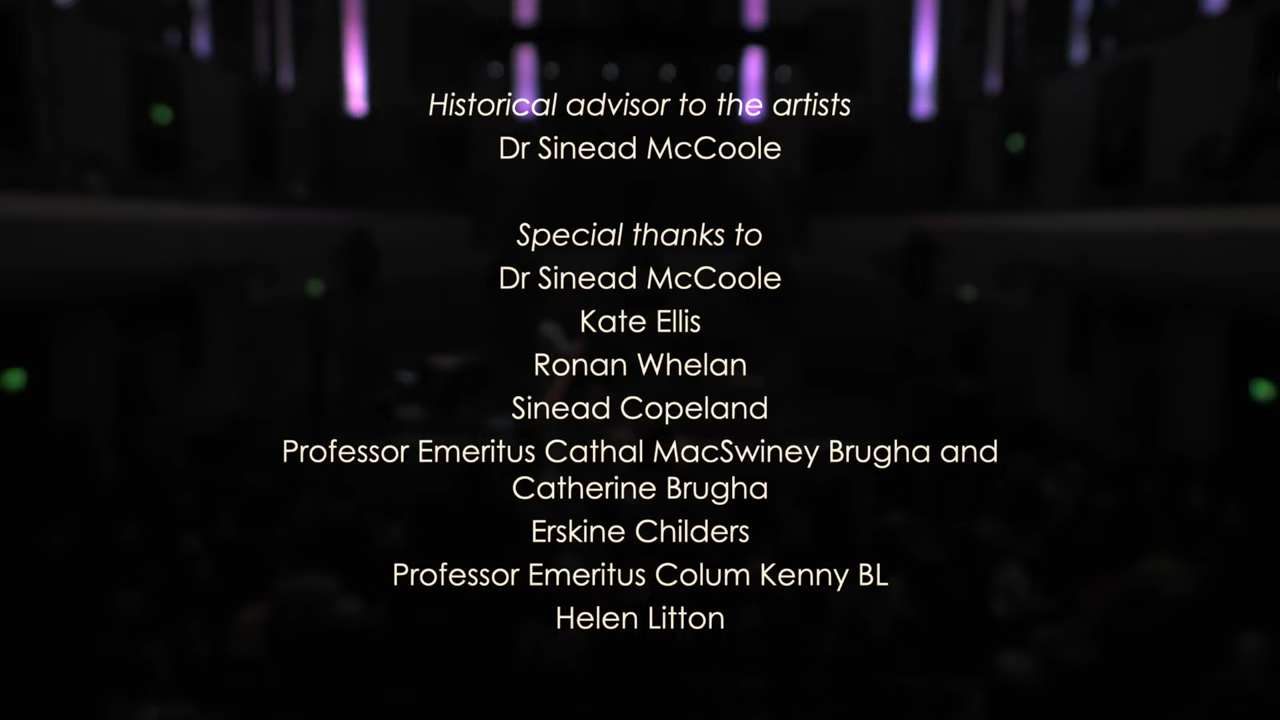 Historical advisor to the artists
Dr Sinead McCoole
Special thanks to
Dr Sinead McCoole
Kate Ellis
Ronan Whelan
Sinead Copeland
Professor Emeritus Cathal MacSwiney Brugha and
Catherine Brugha
Erskine Childers
Professor Emeritus Colum Kenny BL
Helen Litton